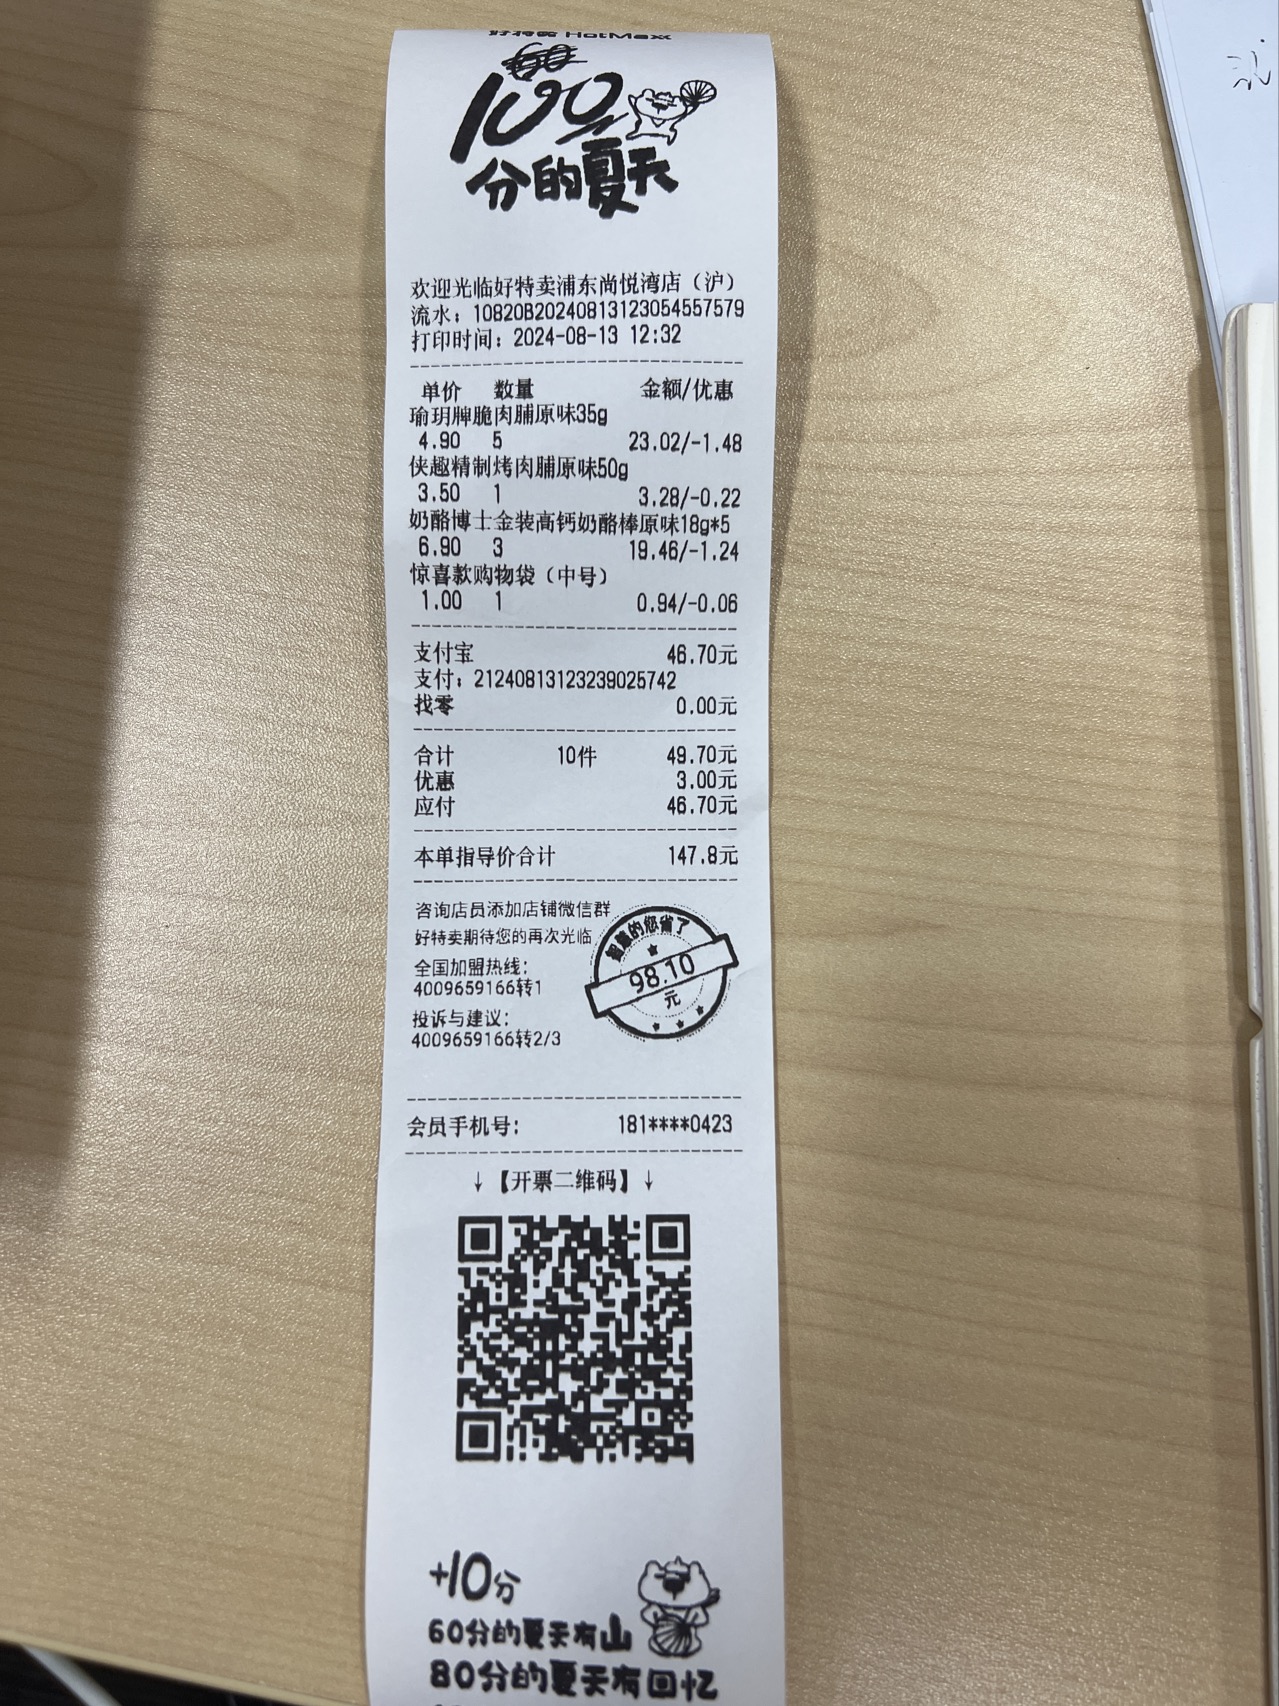 好特卖 HotMaxx
60
100
分的夏天
欢迎光临好特卖浦东尚悦湾店（沪）
流水：10820B20240813123054557579
打印时间：2024-08-13 12:32
单价 数量 金额/优惠
瑜玥牌脆肉脯原味35g
4.90 5 23.02/-1.48
侠趣精制烤肉脯原味50g
3.50 1 3.28/-0.22
奶酪博士金装高钙奶酪棒原味18g*5
6.90 3 19.46/-1.24
惊喜款购物袋（中号）
1.00 1 0.94/-0.06
支付宝 46.70元
支付：21240813123239025742
找零 0.00元
合计 10件 49.70元
优惠 3.00元
应付 46.70元
本单指导价合计 147.8元
咨询店员添加店铺微信群
好特卖期待您的再次光临
全国加盟热线：
4009659166转1
投诉与建议：
4009659166转2/3
的您省了
98.10
元
会员手机号： 181****0423
↓【开票二维码】↓
+10分
60分的夏天有山
80分的夏天有回忆